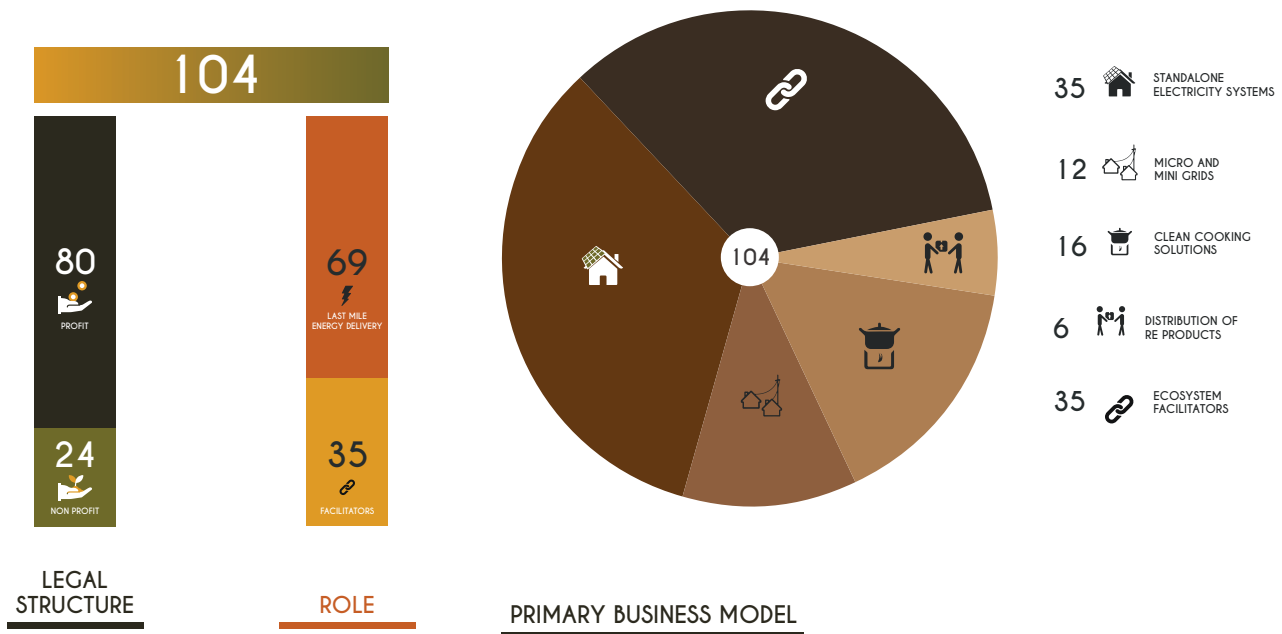 104
80
PROFIT
24
NON PROFIT
LEGAL
STRUCTURE
69
LAST MILE
ENERGY DELIVERY
35
FACILITATORS
ROLE
104
PRIMARY BUSINESS MODEL
35
STANDALONE
ELECTRICITY SYSTEMS
12
MICRO AND
MINI GRIDS
16
CLEAN COOKING
SOLUTIONS
6
DISTRIBUTION OF
RE PRODUCTS
35
ECOSYSTEM
FACILITATORS